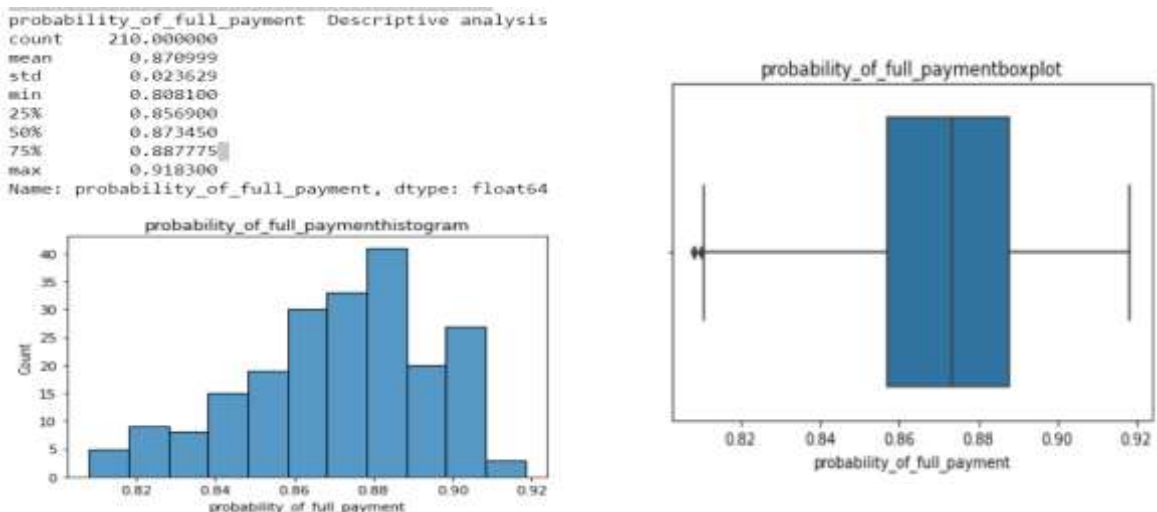 probability_of_full_payment  Descriptive analysis
count    210.000000
mean       0.870999
std        0.023629
min        0.808100
25%        0.856900
50%        0.873450
75%        0.887775
max        0.918300
Name: probability_of_full_payment, dtype: float64
probability_of_full_paymenthistogram
40
35
30
25
20
15
10
5
0
Count
0.82 0.84 0.86 0.88 0.90 0.92
probability_of_full_payment
probability_of_full_paymentboxplot
0.82 0.84 0.86 0.88 0.90 0.92
probability_of_full_payment